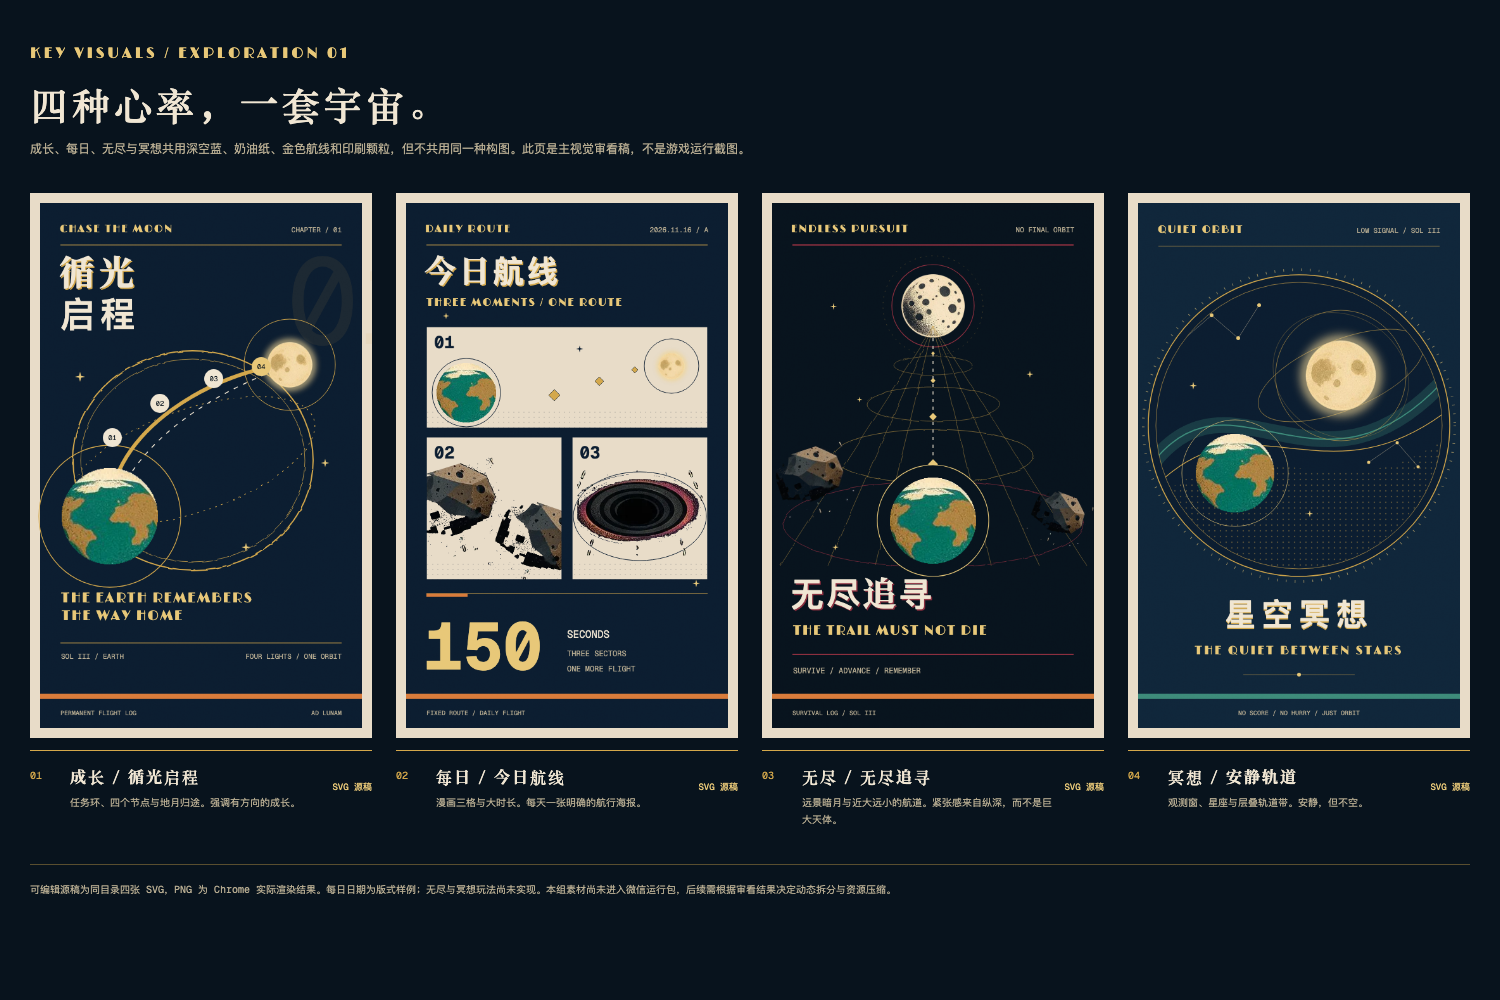 KEY VISUALS / EXPLORATION 01
四种心率，一套宇宙。
成长、每日、无尽与冥想共用深空蓝、奶油纸、金色航线和印刷颗粒，但不共用同一种构图。此页是主视觉审看稿，不是游戏运行截图。
CHASE THE MOON
CHAPTER / 01
0
循光
启程
04
03
02
01
THE EARTH REMEMBERS
THE WAY HOME
SOL III / EARTH
FOUR LIGHTS / ONE ORBIT
PERMANENT FLIGHT LOG
AD LUNAM
DAILY ROUTE
2026.11.16 / A
今日航线
THREE MOMENTS / ONE ROUTE
01
02
03
150
SECONDS
THREE SECTORS
ONE MORE FLIGHT
FIXED ROUTE / DAILY FLIGHT
ENDLESS PURSUIT
NO FINAL ORBIT
无尽追寻
THE TRAIL MUST NOT DIE
SURVIVE / ADVANCE / REMEMBER
SURVIVAL LOG / SOL III
QUIET ORBIT
LOW SIGNAL / SOL III
星空冥想
THE QUIET BETWEEN STARS
NO SCORE / NO HURRY / JUST ORBIT
01
成长 / 循光启程
SVG 源稿
任务环、四个节点与地月归途。强调有方向的成长。
02
每日 / 今日航线
SVG 源稿
漫画三格与大时长。每天一张明确的航行海报。
03
无尽 / 无尽追寻
SVG 源稿
远景暗月与近大远小的航道。紧张感来自纵深，而不是巨
大天体。
04
冥想 / 安静轨道
SVG 源稿
观测窗、星座与层叠轨道带。安静，但不空。
可编辑源稿为同目录四张 SVG，PNG 为 Chrome 实际渲染结果。每日日期为版式样例；无尽与冥想玩法尚未实现。本组素材尚未进入微信运行包，后续需根据审看结果决定动态拆分与资源压缩。